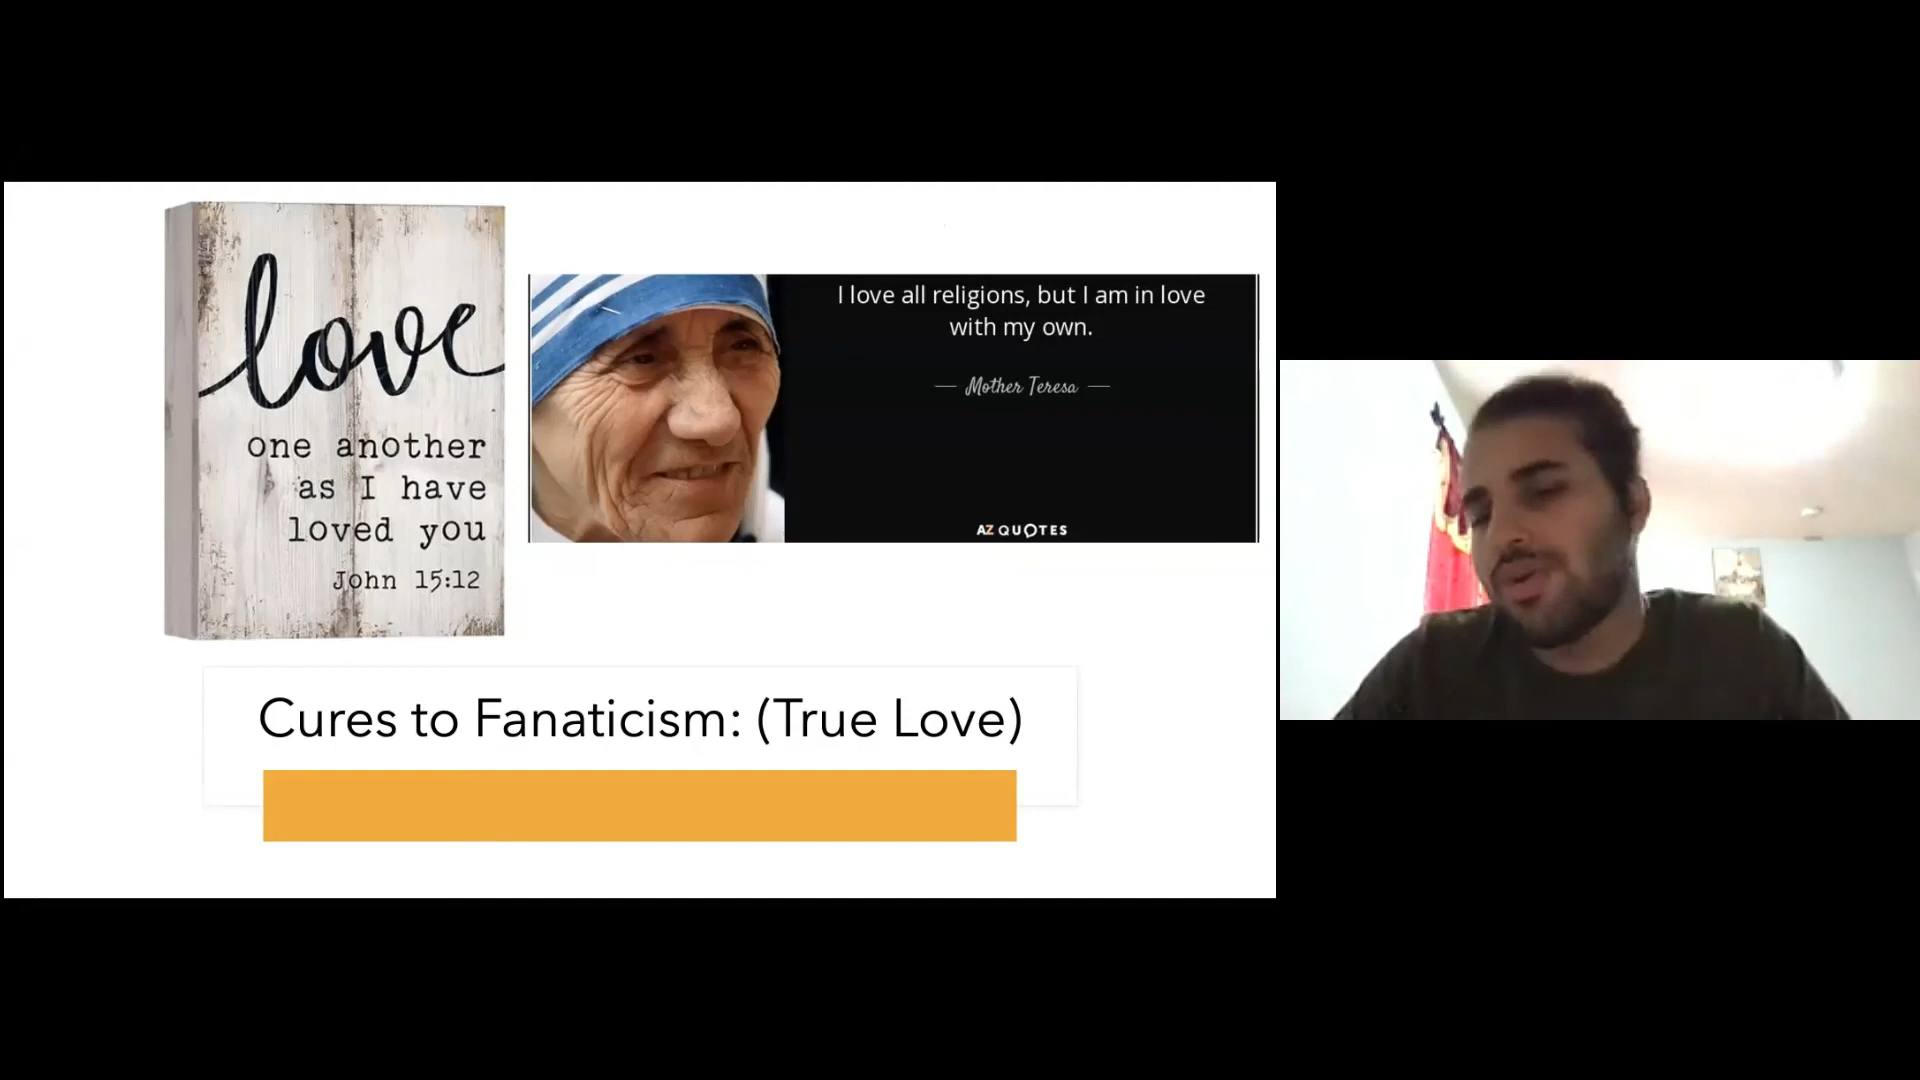 love
one another
as I have
loved you
John 15:12
I love all religions, but I am in love
with my own.
— Mother Teresa —
AZ QUOTES
Cures to Fanaticism: (True Love)